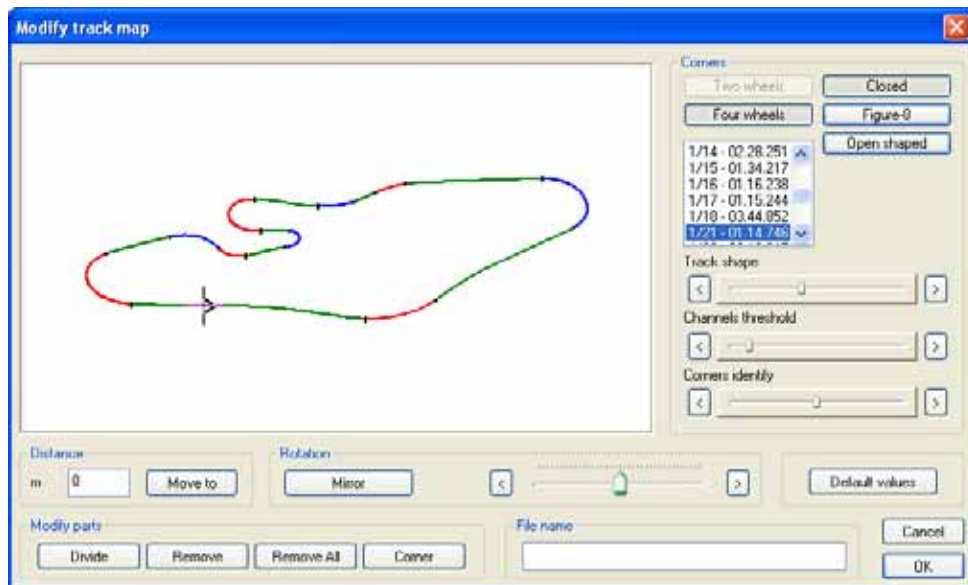 Modify track map
Corners
Two wheels
Closed
Four wheels
Figure-8
Open shaped
1/14 - 02.28.251
1/15 - 01.34.217
1/16 - 01.16.238
1/17 - 01.15.244
1/18 - 03.44.852
1/21 - 01.14.746
Track shape
< >
Channels threshold
< >
Corners identify
< >
Distance
m 0 Move to
Rotation
Mirror
< >
Default values
Modify parts
Divide Remove Remove All Corner
File name
Cancel
OK